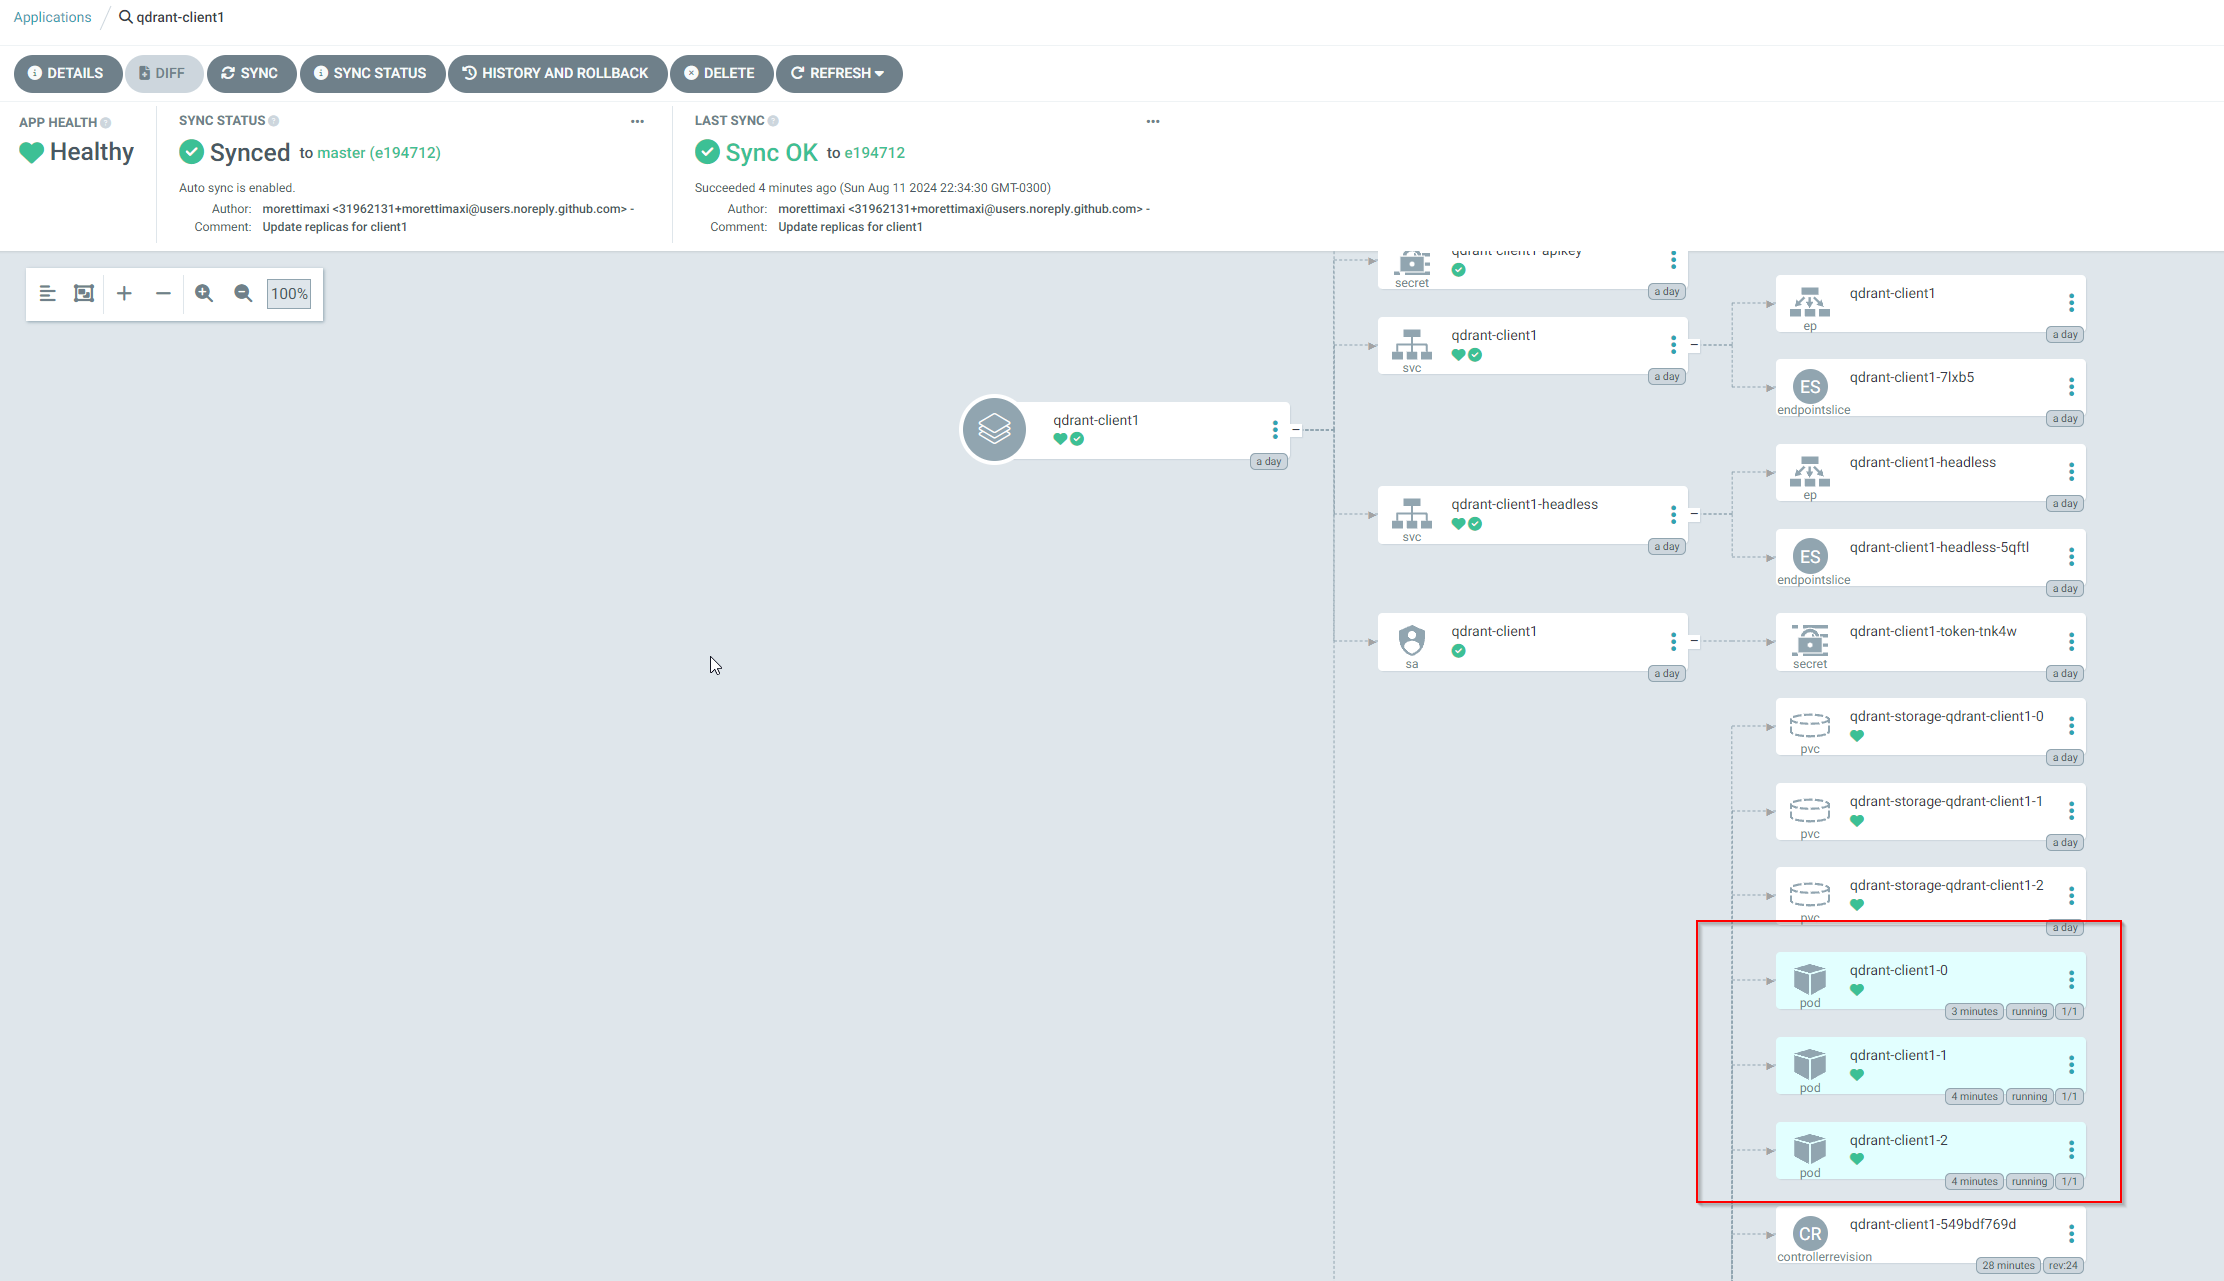 Applications / qdrant-client1
DETAILS DIFF SYNC SYNC STATUS HISTORY AND ROLLBACK DELETE REFRESH
APP HEALTH
Healthy
SYNC STATUS
Synced to master (e194712)
Auto sync is enabled.
Author: morettimaxi <31962131+morettimaxi@users.noreply.github.com> -
Comment: Update replicas for client1
LAST SYNC
Sync OK to e194712
Succeeded 4 minutes ago (Sun Aug 11 2024 22:34:30 GMT-0300)
Author: morettimaxi <31962131+morettimaxi@users.noreply.github.com> -
Comment: Update replicas for client1
100%
qdrant-client1
a day
qdrant-client1-apikey
secret
a day
qdrant-client1
svc
a day
qdrant-client1-headless
svc
a day
qdrant-client1
sa
a day
qdrant-client1
ep
a day
ES
qdrant-client1-7lxb5
endpointslice
a day
qdrant-client1-headless
ep
a day
ES
qdrant-client1-headless-5qftl
endpointslice
a day
qdrant-client1-token-tnk4w
secret
a day
qdrant-storage-qdrant-client1-0
pvc
a day
qdrant-storage-qdrant-client1-1
pvc
a day
qdrant-storage-qdrant-client1-2
pvc
a day
qdrant-client1-0
pod
3 minutes running 1/1
qdrant-client1-1
pod
4 minutes running 1/1
qdrant-client1-2
pod
4 minutes running 1/1
CR
qdrant-client1-549bdf769d
controllerrevision
28 minutes rev:24